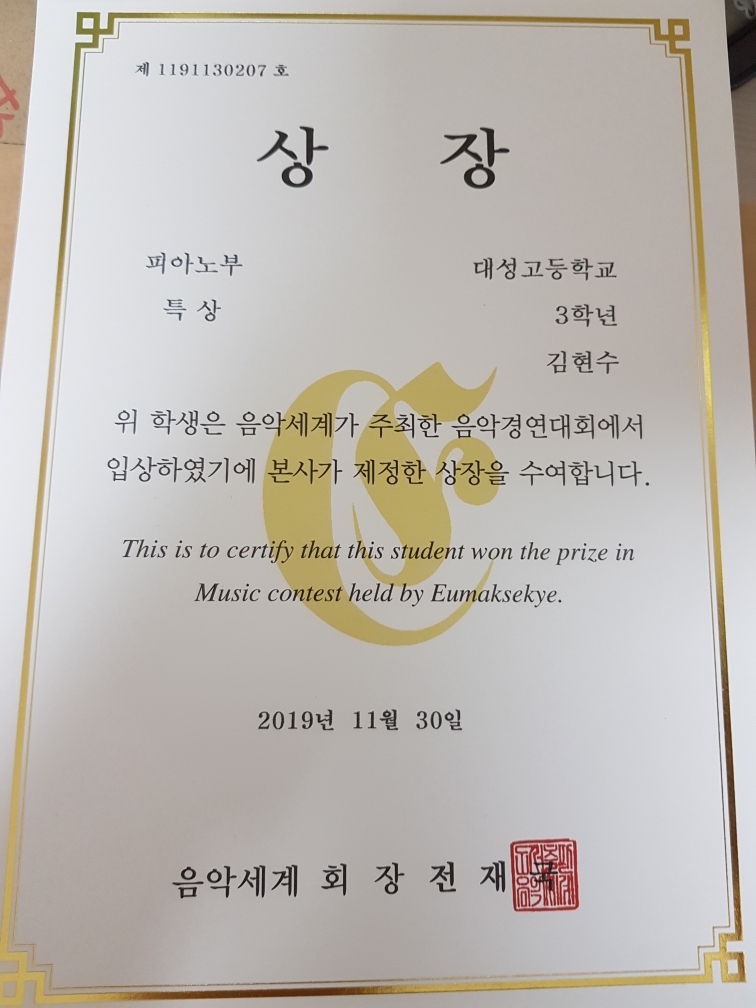 제 1191130207 호
상 장
피아노부 대성고등학교
특 상 3학년
김현수
위 학생은 음악세계가 주최한 음악경연대회에서
입상하였기에 본사가 제정한 상장을 수여합니다.
This is to certify that this student won the prize in
Music contest held by Eumaksekye.
2019년 11월 30일
음악세계 회 장 전 재 국